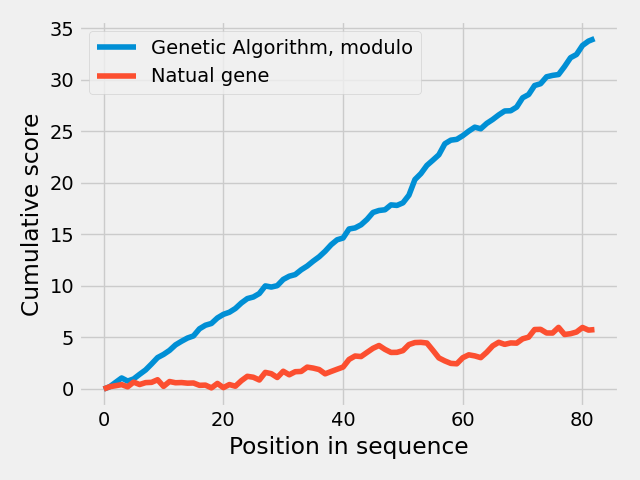 35
30
25
20
15
10
5
0
Cumulative score
Genetic Algorithm, modulo
Natual gene
0 20 40 60 80
Position in sequence